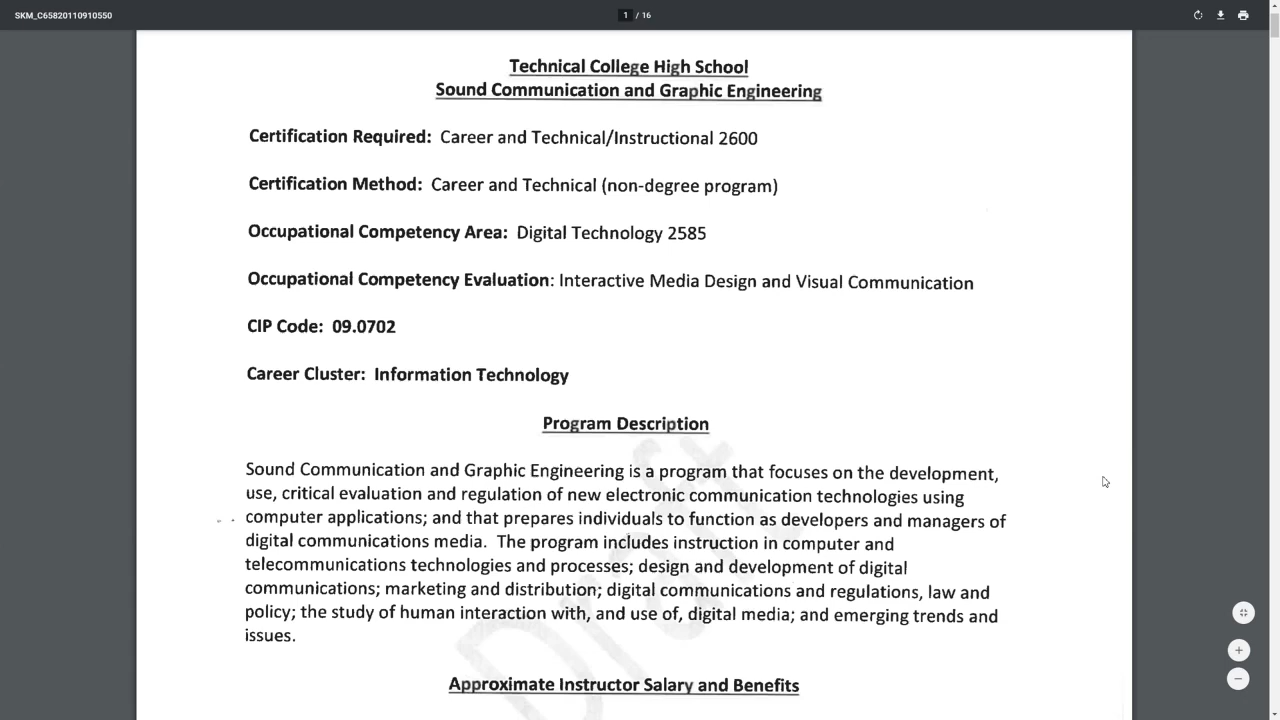 SKM_C65820110910550
1 / 16
Technical College High School
Sound Communication and Graphic Engineering
Certification Required: Career and Technical/Instructional 2600
Certification Method: Career and Technical (non-degree program)
Occupational Competency Area: Digital Technology 2585
Occupational Competency Evaluation: Interactive Media Design and Visual Communication
CIP Code: 09.0702
Career Cluster: Information Technology
Program Description
Sound Communication and Graphic Engineering is a program that focuses on the development,
use, critical evaluation and regulation of new electronic communication technologies using
computer applications; and that prepares individuals to function as developers and managers of
digital communications media. The program includes instruction in computer and
telecommunications technologies and processes; design and development of digital
communications; marketing and distribution; digital communications and regulations, law and
policy; the study of human interaction with, and use of, digital media; and emerging trends and
issues.
Draft
Approximate Instructor Salary and Benefits